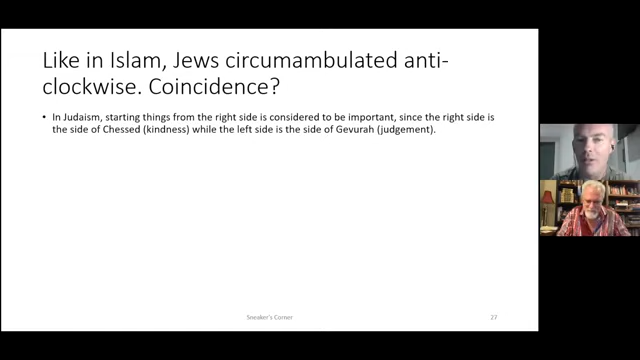 Like in Islam, Jews circumambulated anti-
clockwise. Coincidence?
• In Judaism, starting things from the right side is considered to be important, since the right side is
the side of Chessed (kindness) while the left side is the side of Gevurah (judgement).
Sneaker's Corner
27